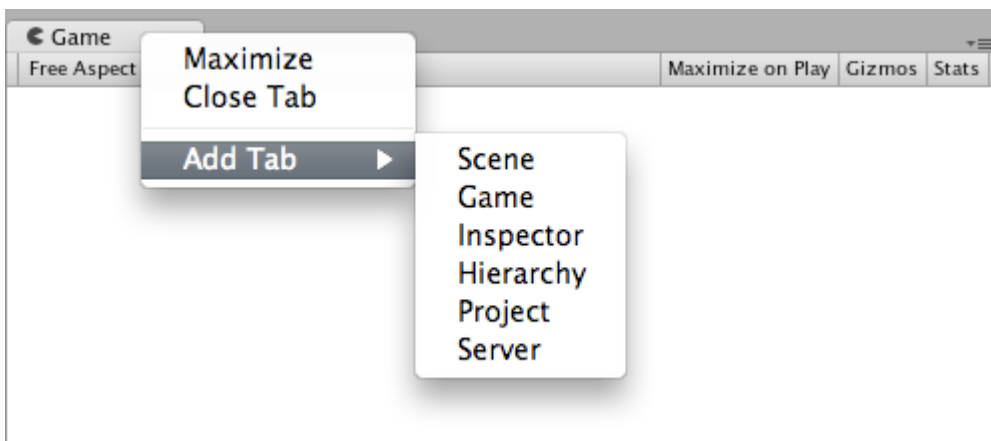 Game
Free Aspect
Maximize on Play Gizmos Stats
Maximize
Close Tab
Add Tab
Scene
Game
Inspector
Hierarchy
Project
Server